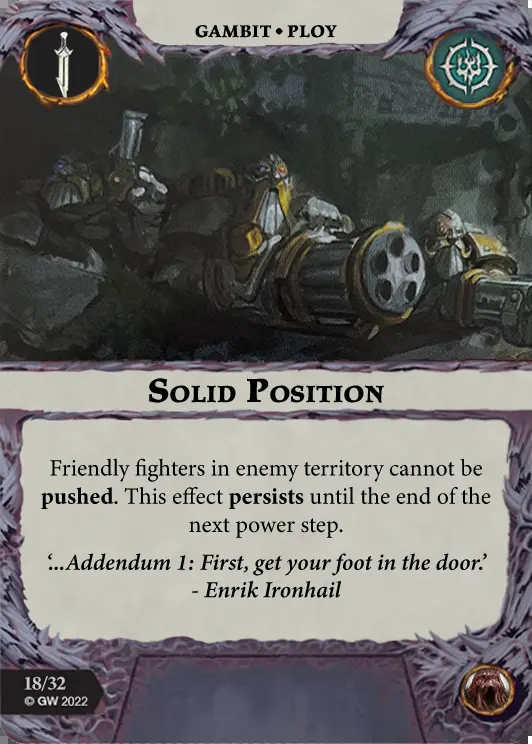 GAMBIT • PLOY
SOLID POSITION
Friendly fighters in enemy territory cannot be
pushed. This effect persists until the end of the
next power step.
‘...Addendum 1: First, get your foot in the door.’
- Enrik Ironhail
18/32
© GW 2022